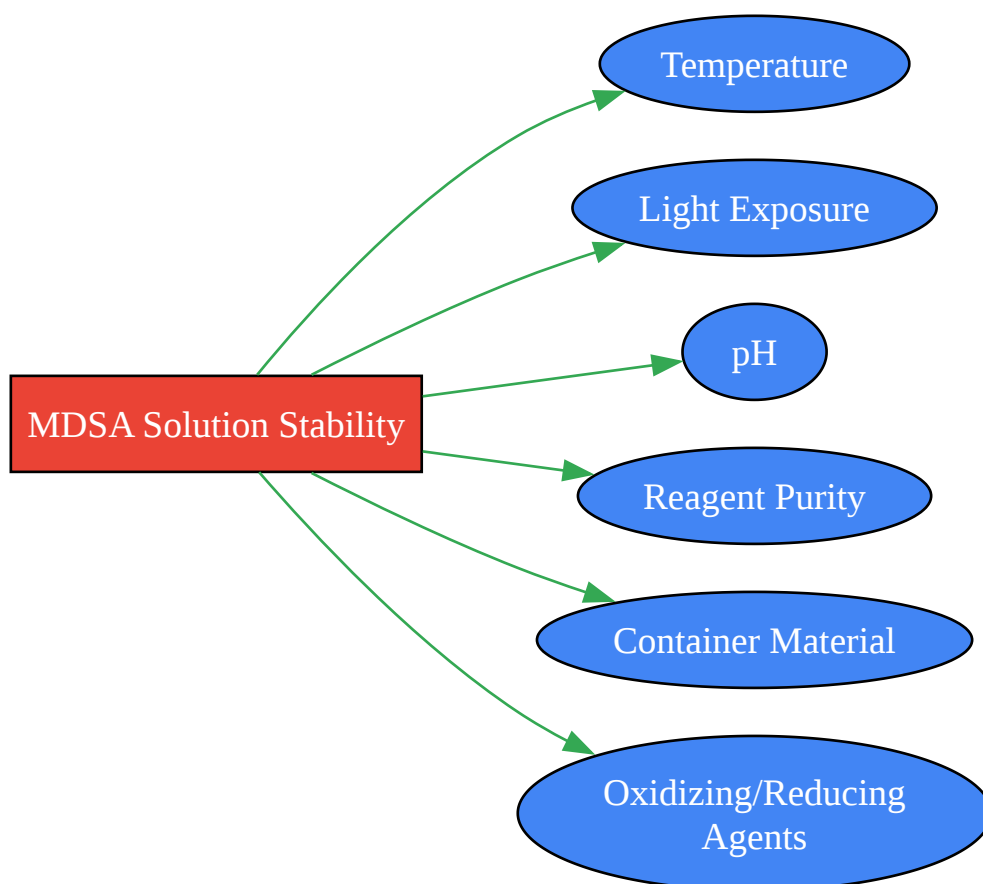 Temperature
Light Exposure
pH
MDSA Solution Stability
Reagent Purity
Container Material
Oxidizing/Reducing
Agents